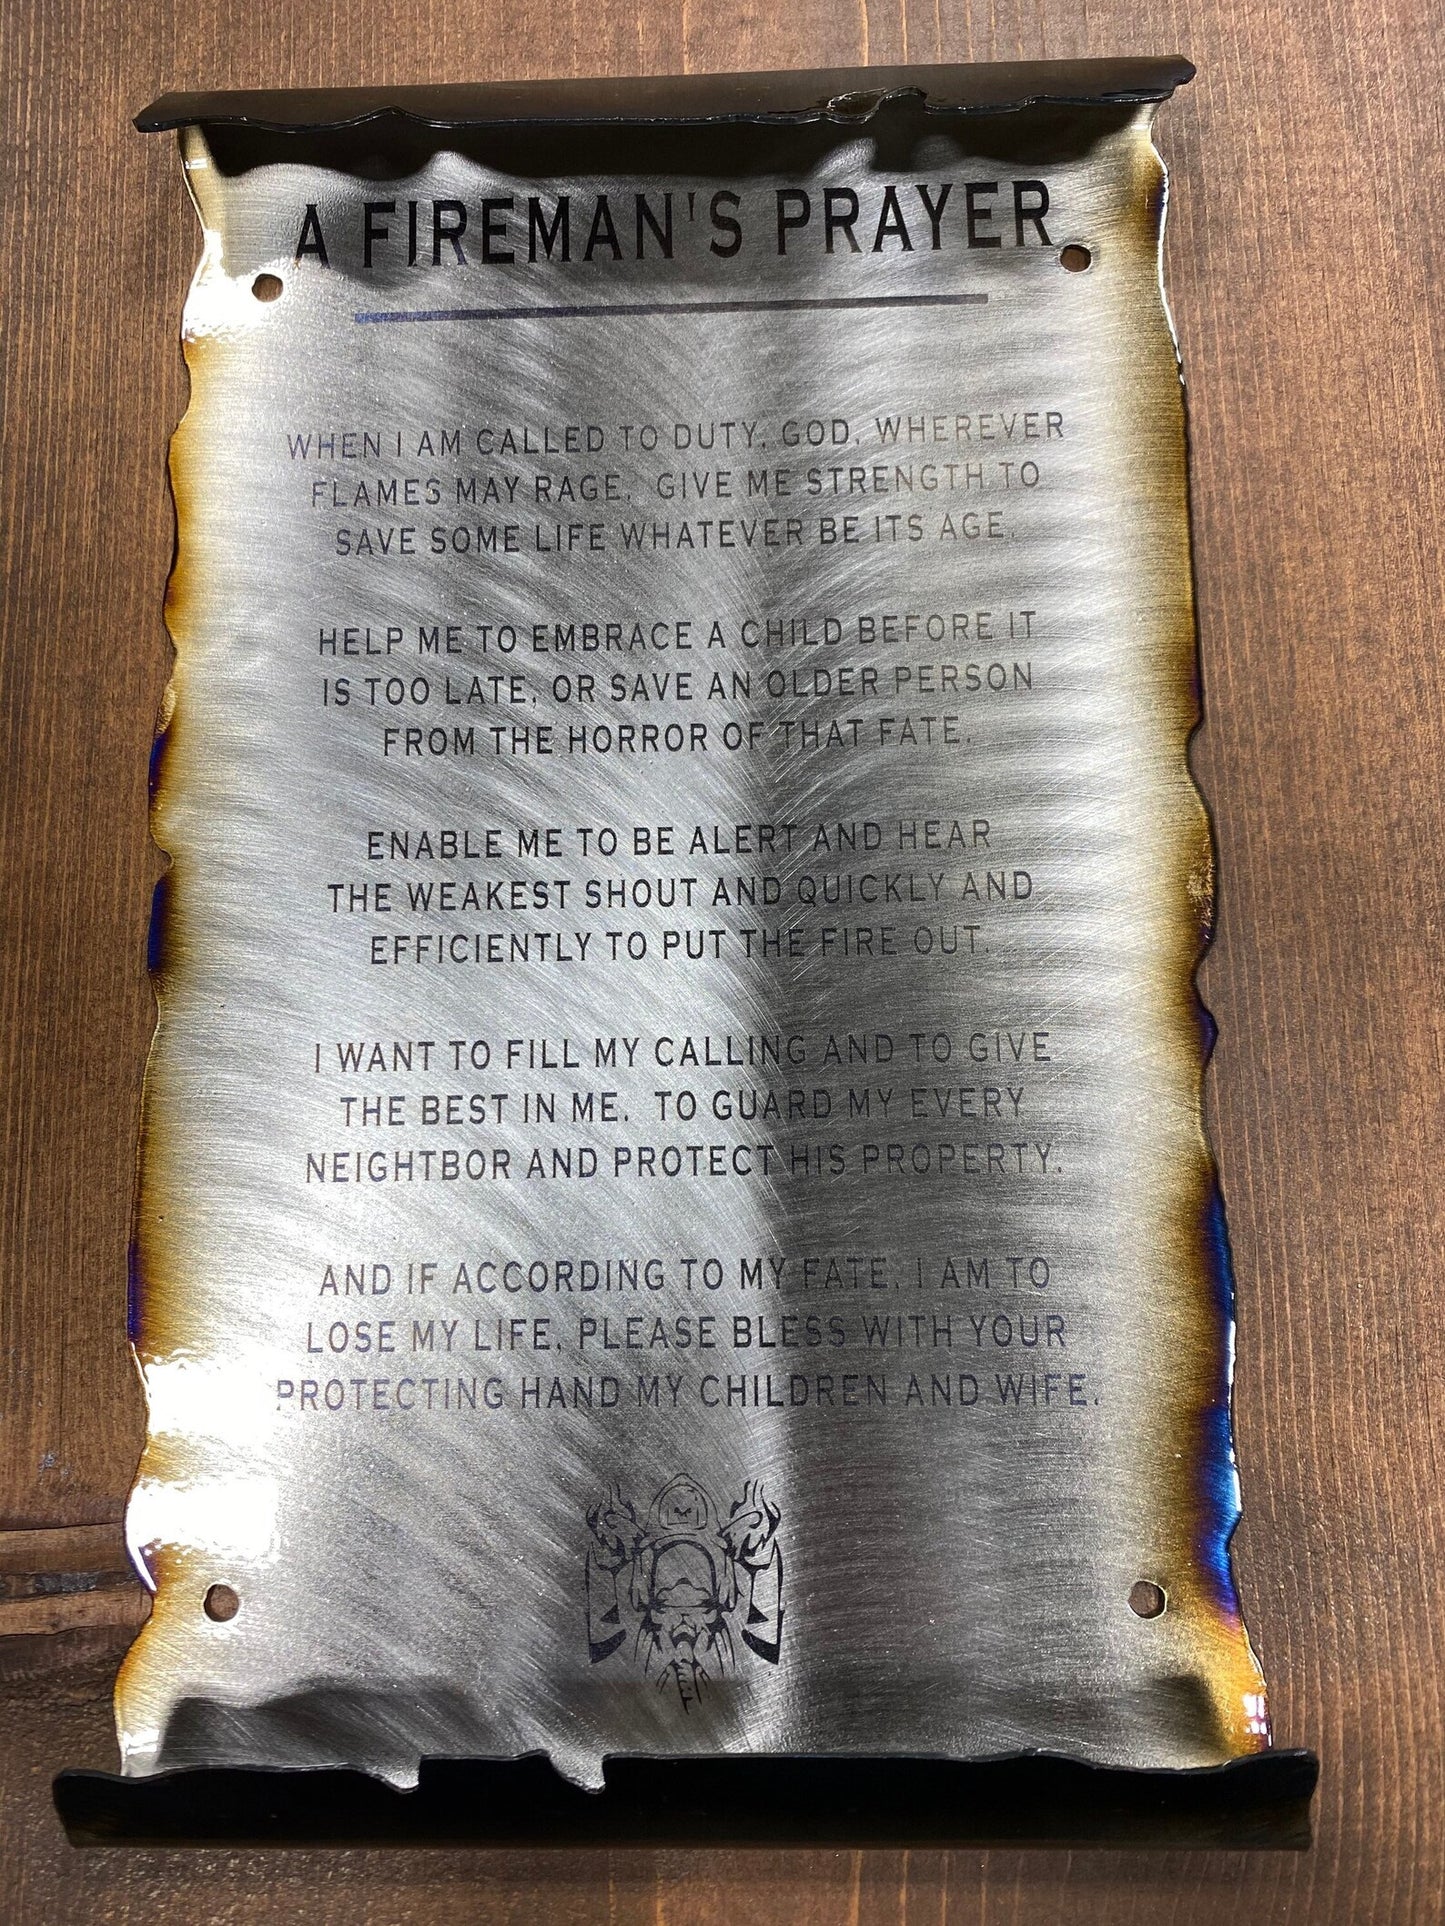 A FIREMAN'S PRAYER
WHEN I AM CALLED TO DUTY, GOD, WHEREVER
FLAMES MAY RAGE, GIVE ME STRENGTH TO
SAVE SOME LIFE WHATEVER BE ITS AGE.
HELP ME TO EMBRACE A CHILD BEFORE IT
IS TOO LATE, OR SAVE AN OLDER PERSON
FROM THE HORROR OF THAT FATE.
ENABLE ME TO BE ALERT AND HEAR
THE WEAKEST SHOUT AND QUICKLY AND
EFFICIENTLY TO PUT THE FIRE OUT.
I WANT TO FILL MY CALLING AND TO GIVE
THE BEST IN ME. TO GUARD MY EVERY
NEIGHTBOR AND PROTECT HIS PROPERTY.
AND IF ACCORDING TO MY FATE, I AM TO
LOSE MY LIFE, PLEASE BLESS WITH YOUR
PROTECTING HAND MY CHILDREN AND WIFE.